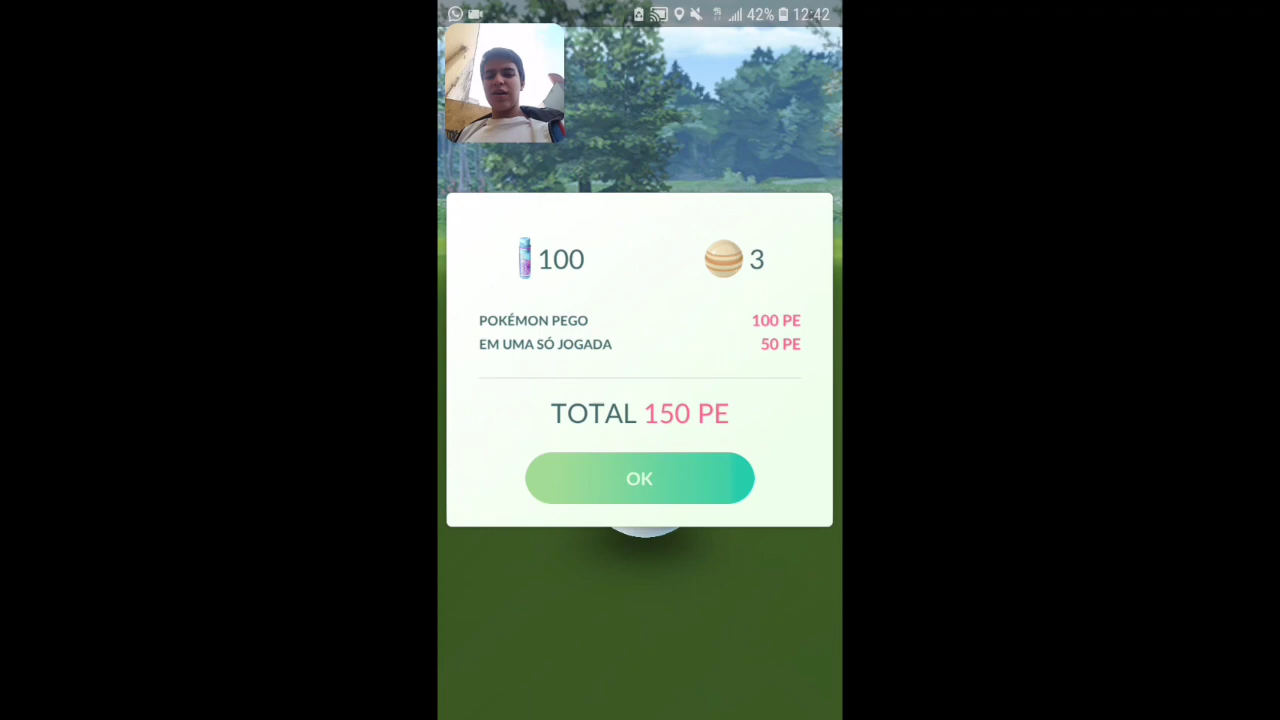 42% 12:42
100 3
POKÉMON PEGO 100 PE
EM UMA SÓ JOGADA 50 PE
TOTAL 150 PE
OK